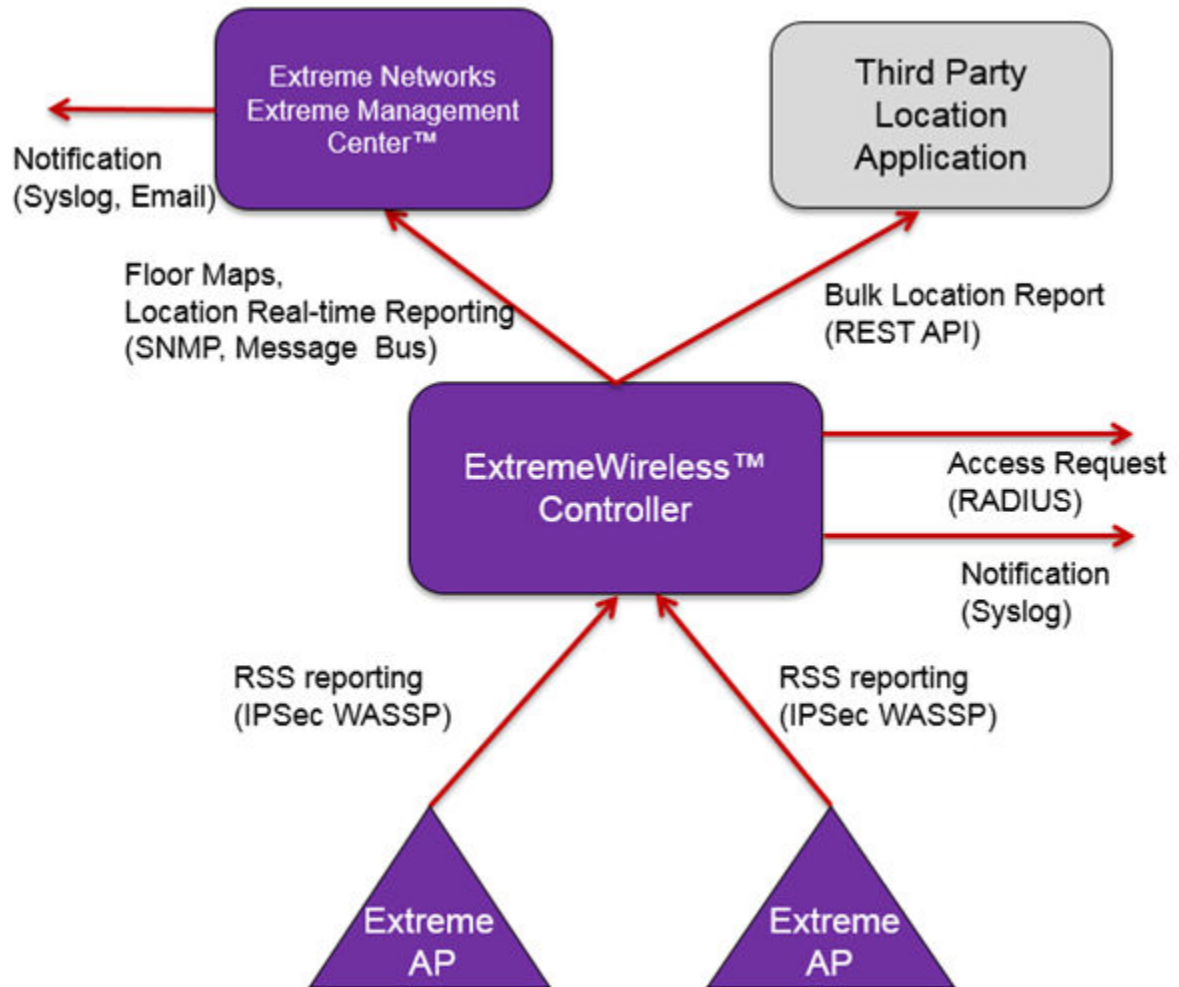 Extreme Networks
Extreme Management
Center™
Third Party
Location
Application
Notification
(Syslog, Email)
Floor Maps,
Location Real-time Reporting
(SNMP, Message Bus)
Bulk Location Report
(REST API)
ExtremeWireless™
Controller
Access Request
(RADIUS)
Notification
(Syslog)
RSS reporting
(IPSec WASSP)
RSS reporting
(IPSec WASSP)
Extreme
AP
Extreme
AP